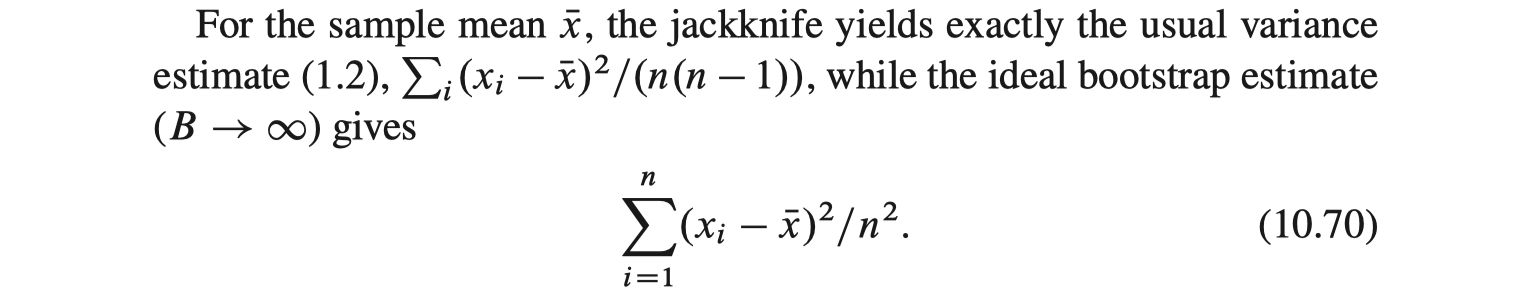 For the sample mean x̄, the jackknife yields exactly the usual variance
estimate (1.2), ∑ᵢ(xᵢ − x̄)²/(n(n − 1)), while the ideal bootstrap estimate
(B → ∞) gives
∑ⁿᵢ₌₁(xᵢ − x̄)²/n². (10.70)